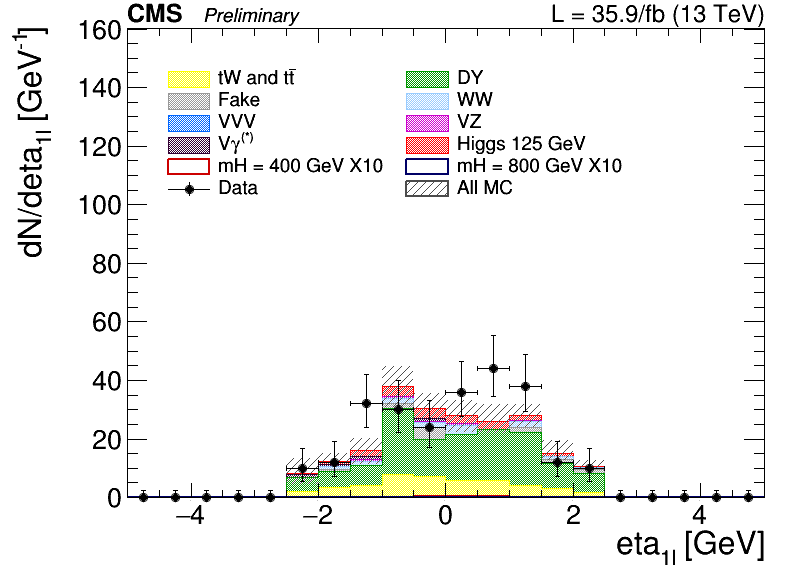 CMS Preliminary L = 35.9/fb (13 TeV)
dN/deta1l [GeV-1]
160
140
120
100
80
60
40
20
0
tW and tt̄ DY
Fake WW
VVV VZ
Vγ(*) Higgs 125 GeV
mH = 400 GeV X10 mH = 800 GeV X10
Data All MC
−4 −2 0 2 4
eta1l [GeV]